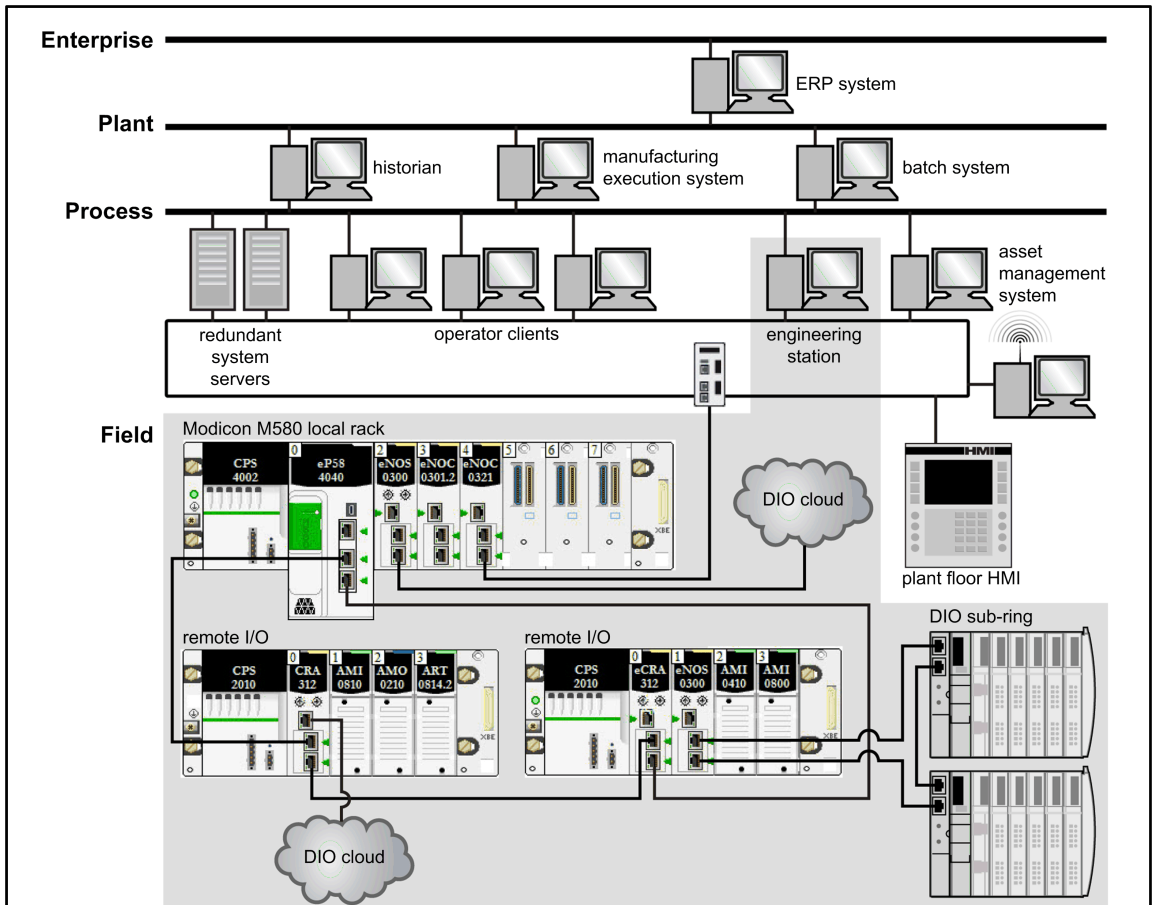 Enterprise
ERP system
Plant
historian
manufacturing
execution system
batch system
Process
asset
management
system
redundant
system
servers
operator clients
engineering
station
Field
Modicon M580 local rack
CPS
4002
0
eP58
4040
2
eNOS
0300
3
eNOC
0301.2
4
eNOC
0321
5
6
7
XBE
DIO cloud
HMI
plant floor HMI
remote I/O
CPS
2010
0
CRA
312
1
AMI
0810
2
AMO
0210
3
ART
0814.2
XBE
remote I/O
CPS
2010
0
eCRA
312
1
eNOS
0300
2
AMI
0410
3
AMI
0800
XBE
DIO sub-ring
DIO cloud